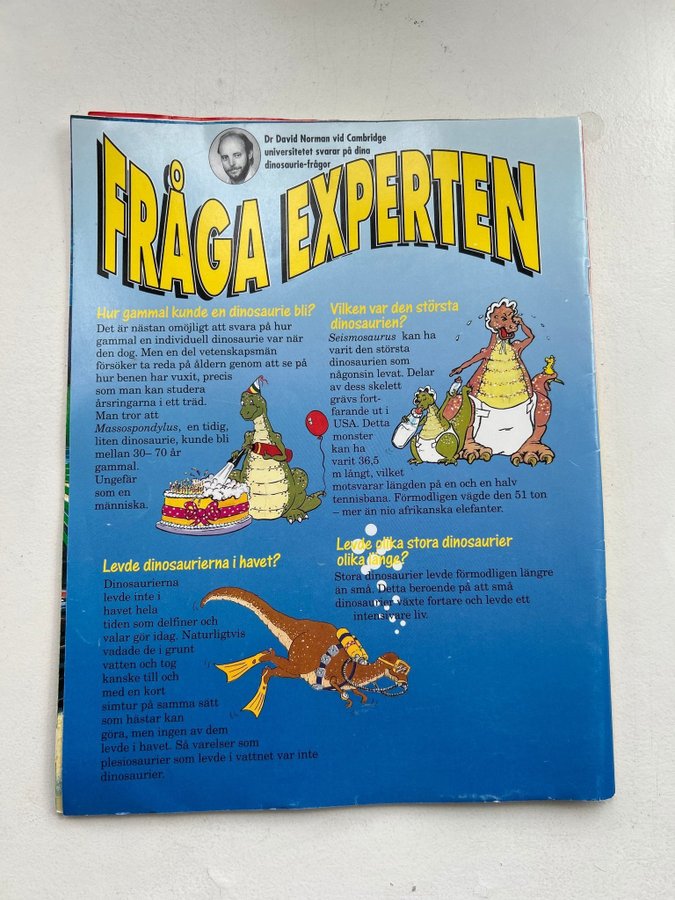 Dr David Norman vid Cambridge
universitetet svarar på dina
dinosaurie-frågor
FRÅGA EXPERTEN
Hur gammal kunde en dinosaurie bli?
Det är nästan omöjligt att svara på hur
gammal en individuell dinosaurie var när
den dog. Men en del vetenskapsmän
försöker ta reda på åldern genom att se på
hur benen har vuxit, precis
som man kan studera
årsringarna i ett träd.
Man tror att
Massospondylus, en tidig,
liten dinosaurie, kunde bli
mellan 30– 70 år
gammal.
Ungefär
som en
människa.
Vilken var den största
dinosaurien?
Seismosaurus kan ha
varit den största
dinosaurien som
någonsin levat. Delar
av dess skelett
grävs fort-
farande ut i
USA. Detta
monster
kan ha
varit 36,5
m långt, vilket
motsvarar längden på en och en halv
tennisbana. Förmodligen vägde den 51 ton
– mer än nio afrikanska elefanter.
Levde dinosaurierna i havet?
Dinosaurierna
levde inte i
havet hela
tiden som delfiner och
valar gör idag. Naturligtvis
vadade de i grunt
vatten och tog
kanske till och
med en kort
simtur på samma sätt
som hästar kan
göra, men ingen av dem
levde i havet. Så varelser som
plesiosaurier som levde i vattnet var inte
dinosaurier.
Levde olika stora dinosaurier
olika länge?
Stora dinosaurier levde förmodligen längre
än små. Detta beroende på att små
dinosaurier växte fortare och levde ett
intensivare liv.